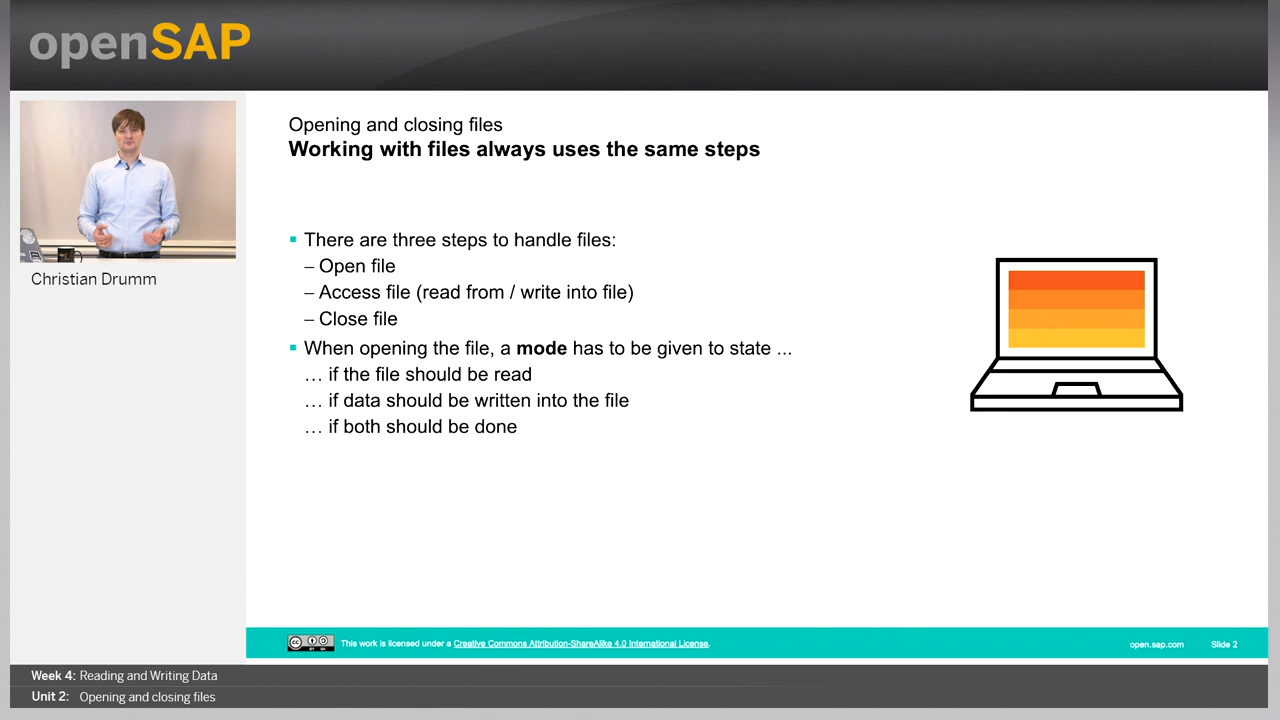 openSAP
Christian Drumm
Opening and closing files
Working with files always uses the same steps
▪ There are three steps to handle files:
– Open file
– Access file (read from / write into file)
– Close file
▪ When opening the file, a mode has to be given to state ...
… if the file should be read
… if data should be written into the file
… if both should be done
cc BY SA This work is licensed under a Creative Commons Attribution-ShareAlike 4.0 International License. open.sap.com Slide 2
Week 4: Reading and Writing Data
Unit 2: Opening and closing files